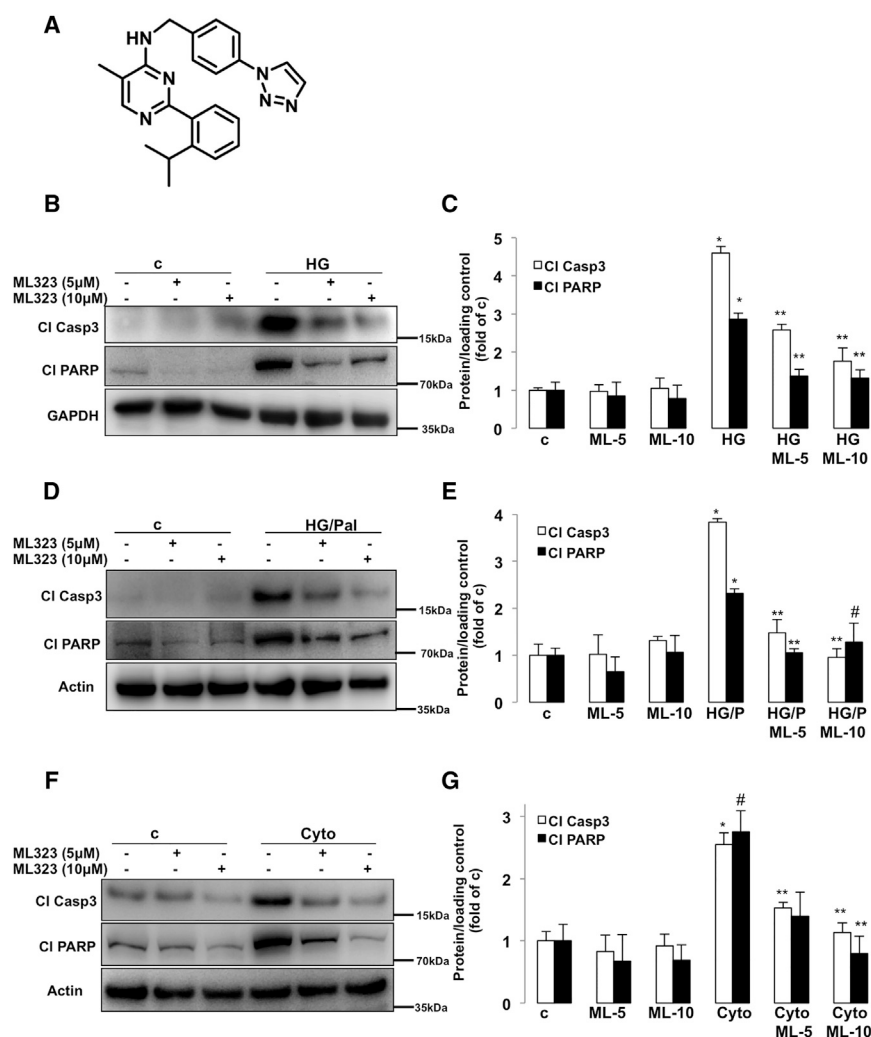 A
HN
N
N
N
N
N
B
c HG
ML323 (5µM) - + - - + -
ML323 (10µM) - - + - - +
Cl Casp3
15kDa
Cl PARP
70kDa
GAPDH
35kDa
C
Protein/loading control
(fold of c)
5
4
3
2
1
0
Cl Casp3
Cl PARP
* * ** ** ** **
c ML-5 ML-10 HG HG HG
ML-5 ML-10
D
c HG/Pal
ML323 (5µM) - + - - + -
ML323 (10µM) - - + - - +
Cl Casp3
15kDa
Cl PARP
70kDa
Actin
35kDa
E
Protein/loading control
(fold of c)
4
3
2
1
0
Cl Casp3
Cl PARP
* * ** ** ** #
c ML-5 ML-10 HG/P HG/P HG/P
ML-5 ML-10
F
c Cyto
ML323 (5µM) - + - - + -
ML323 (10µM) - - + - - +
Cl Casp3
15kDa
Cl PARP
70kDa
Actin
35kDa
G
Protein/loading control
(fold of c)
3
2
1
0
Cl Casp3
Cl PARP
* # ** ** **
c ML-5 ML-10 Cyto Cyto Cyto
ML-5 ML-10